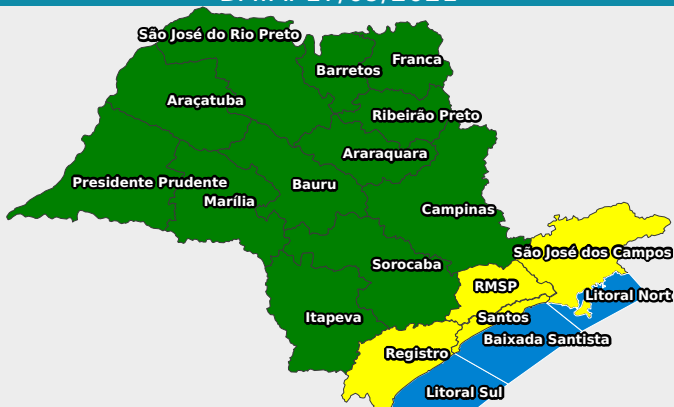 São José do Rio Preto
Franca
Barretos
Araçatuba
Ribeirão Preto
Araraquara
Presidente Prudente
Bauru
Marília
Campinas
São José dos Campos
Sorocaba
RMSP
Litoral Nort
Itapeva
Santos
Baixada Santista
Registro
Litoral Sul